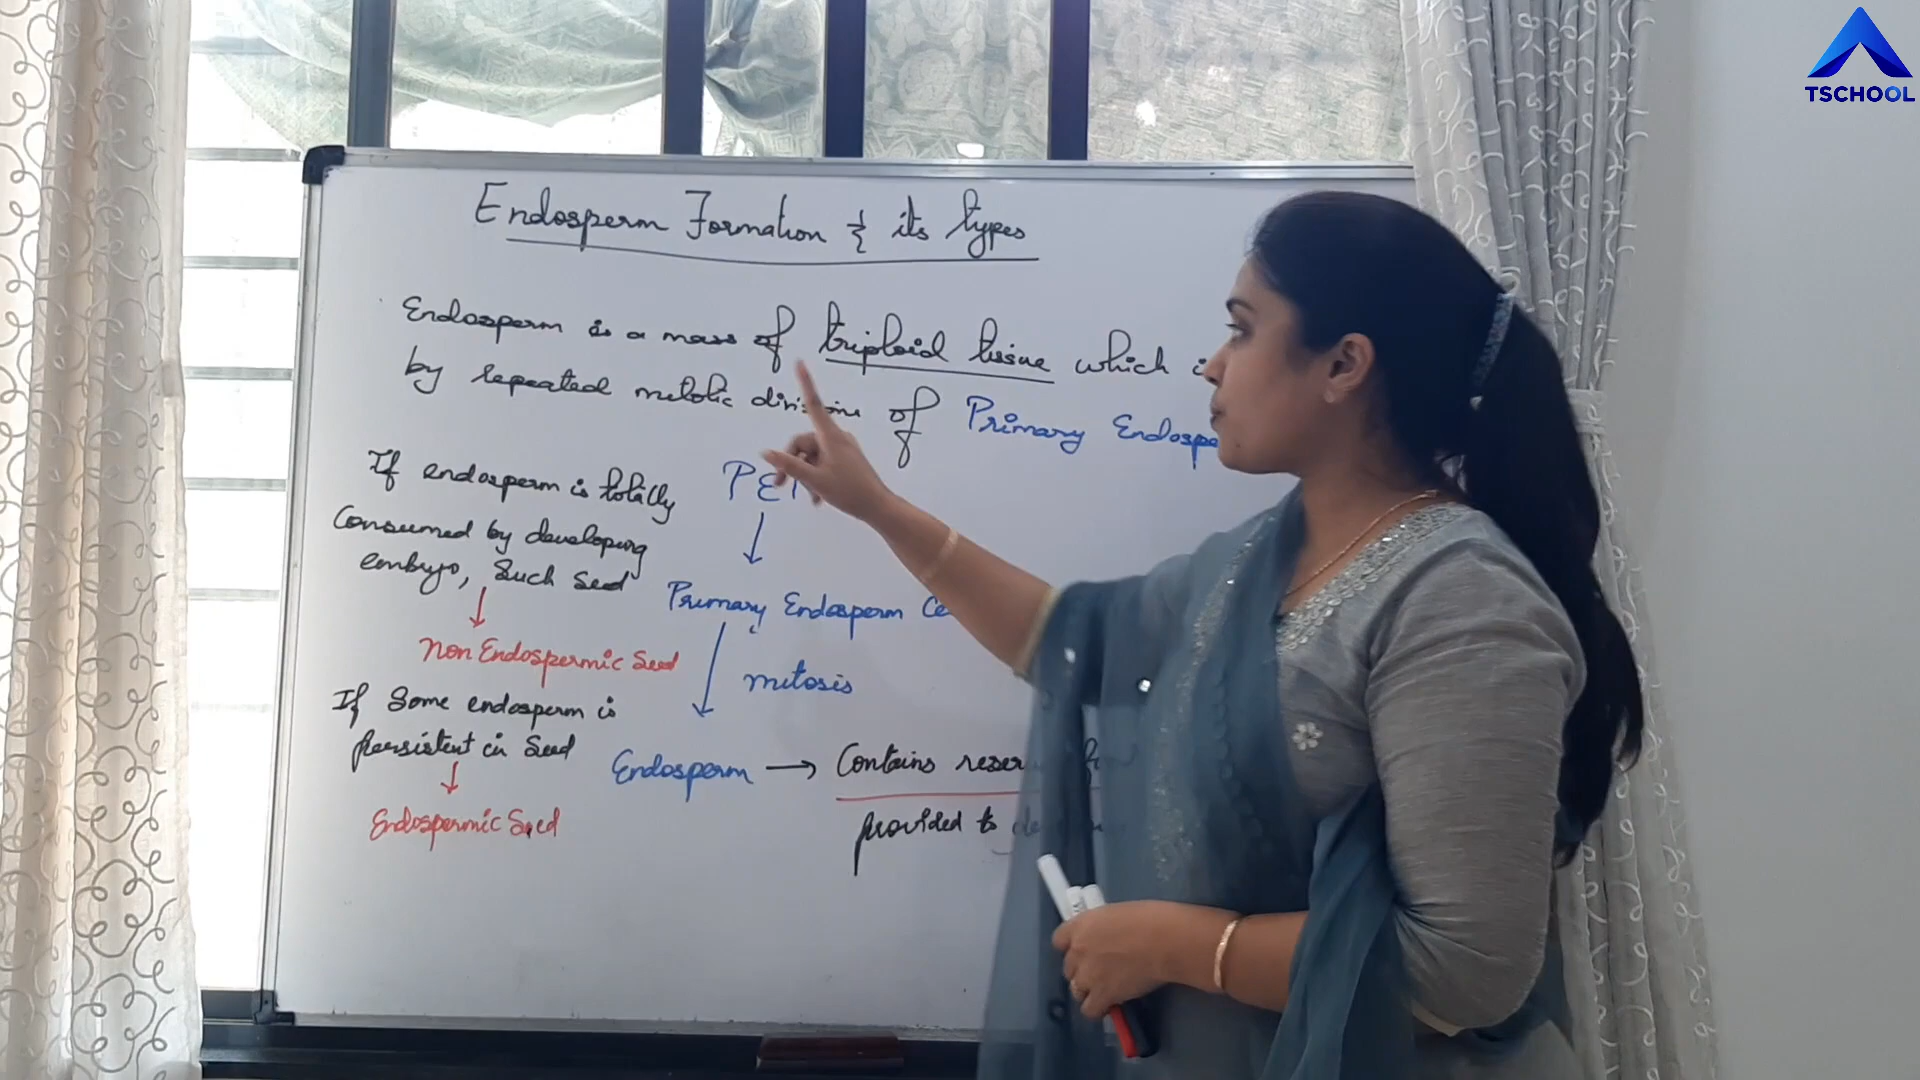 TSCHOOL
Endosperm Formation & its types
Endosperm is a mass of triploid tissue which
by repeated mitotic divisions of Primary
If endosperm is totally
Consumed by developing
embryo, Such seed
Non Endospermic Seed
If Some endosperm is
Persistent in Seed
Endospermic Seed
Primary Endosperm
mitosis
Endosperm → Contains
provided to